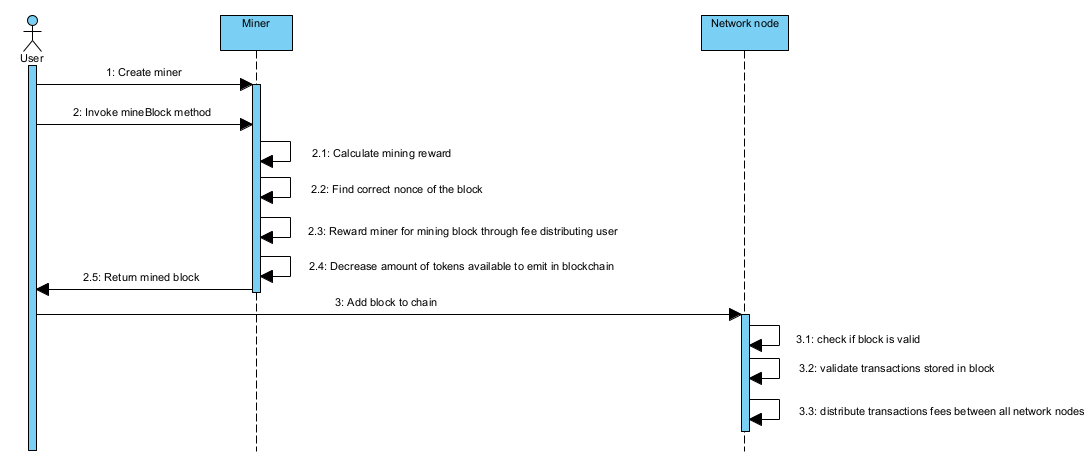 Miner
Network node
User
1: Create miner
2: Invoke mineBlock method
2.1: Calculate mining reward
2.2: Find correct nonce of the block
2.3: Reward miner for mining block through fee distributing user
2.4: Decrease amount of tokens available to emit in blockchain
2.5: Return mined block
3: Add block to chain
3.1: check if block is valid
3.2: validate transactions stored in block
3.3: distribute transactions fees between all network nodes